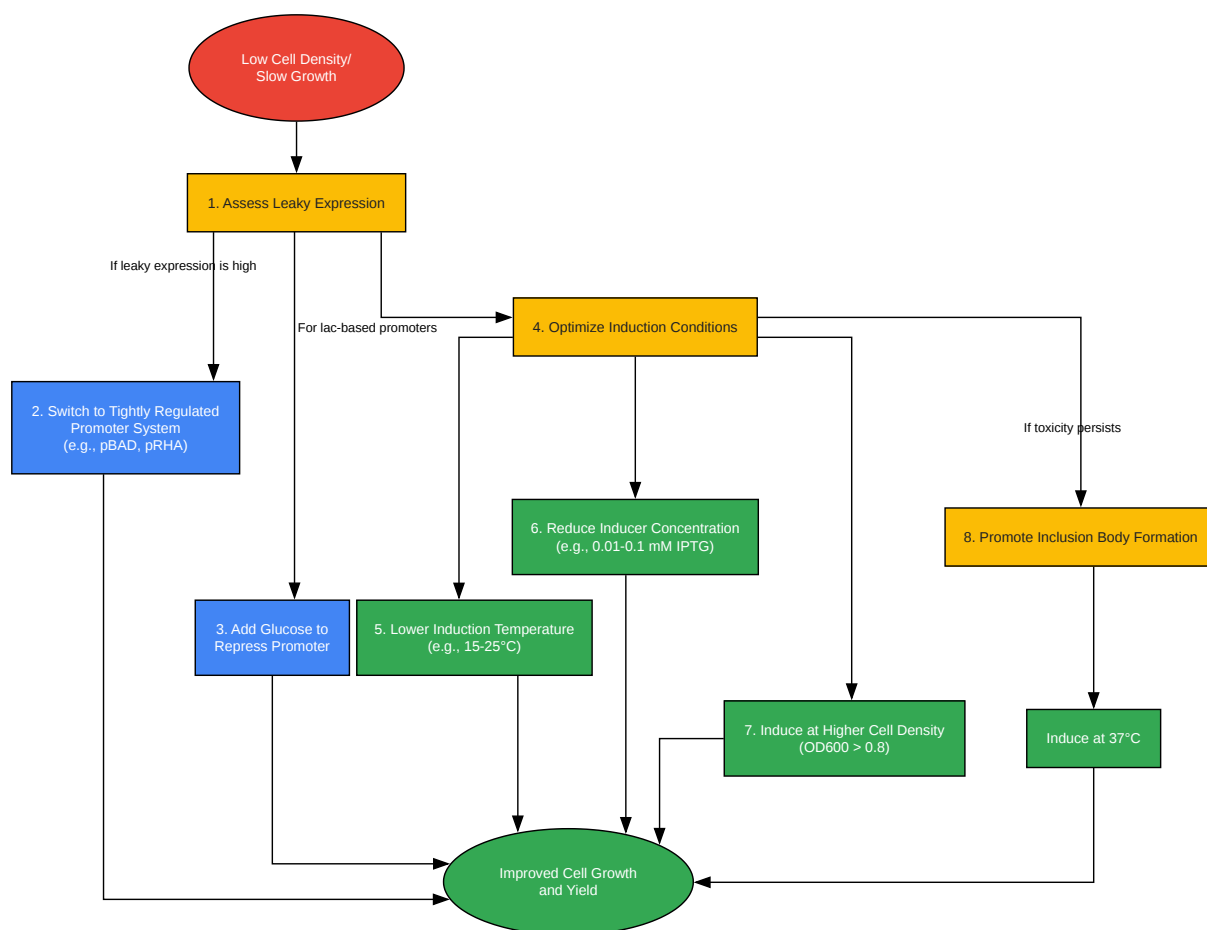 Low Cell Density/
Slow Growth
1. Assess Leaky Expression
If leaky expression is high
For lac-based promoters
4. Optimize Induction Conditions
2. Switch to Tightly Regulated
Promoter System
(e.g., pBAD, pRHA)
If toxicity persists
6. Reduce Inducer Concentration
(e.g., 0.01-0.1 mM IPTG)
8. Promote Inclusion Body Formation
3. Add Glucose to
Repress Promoter
5. Lower Induction Temperature
(e.g., 15-25°C)
7. Induce at Higher Cell Density
(OD600 > 0.8)
Induce at 37°C
Improved Cell Growth
and Yield